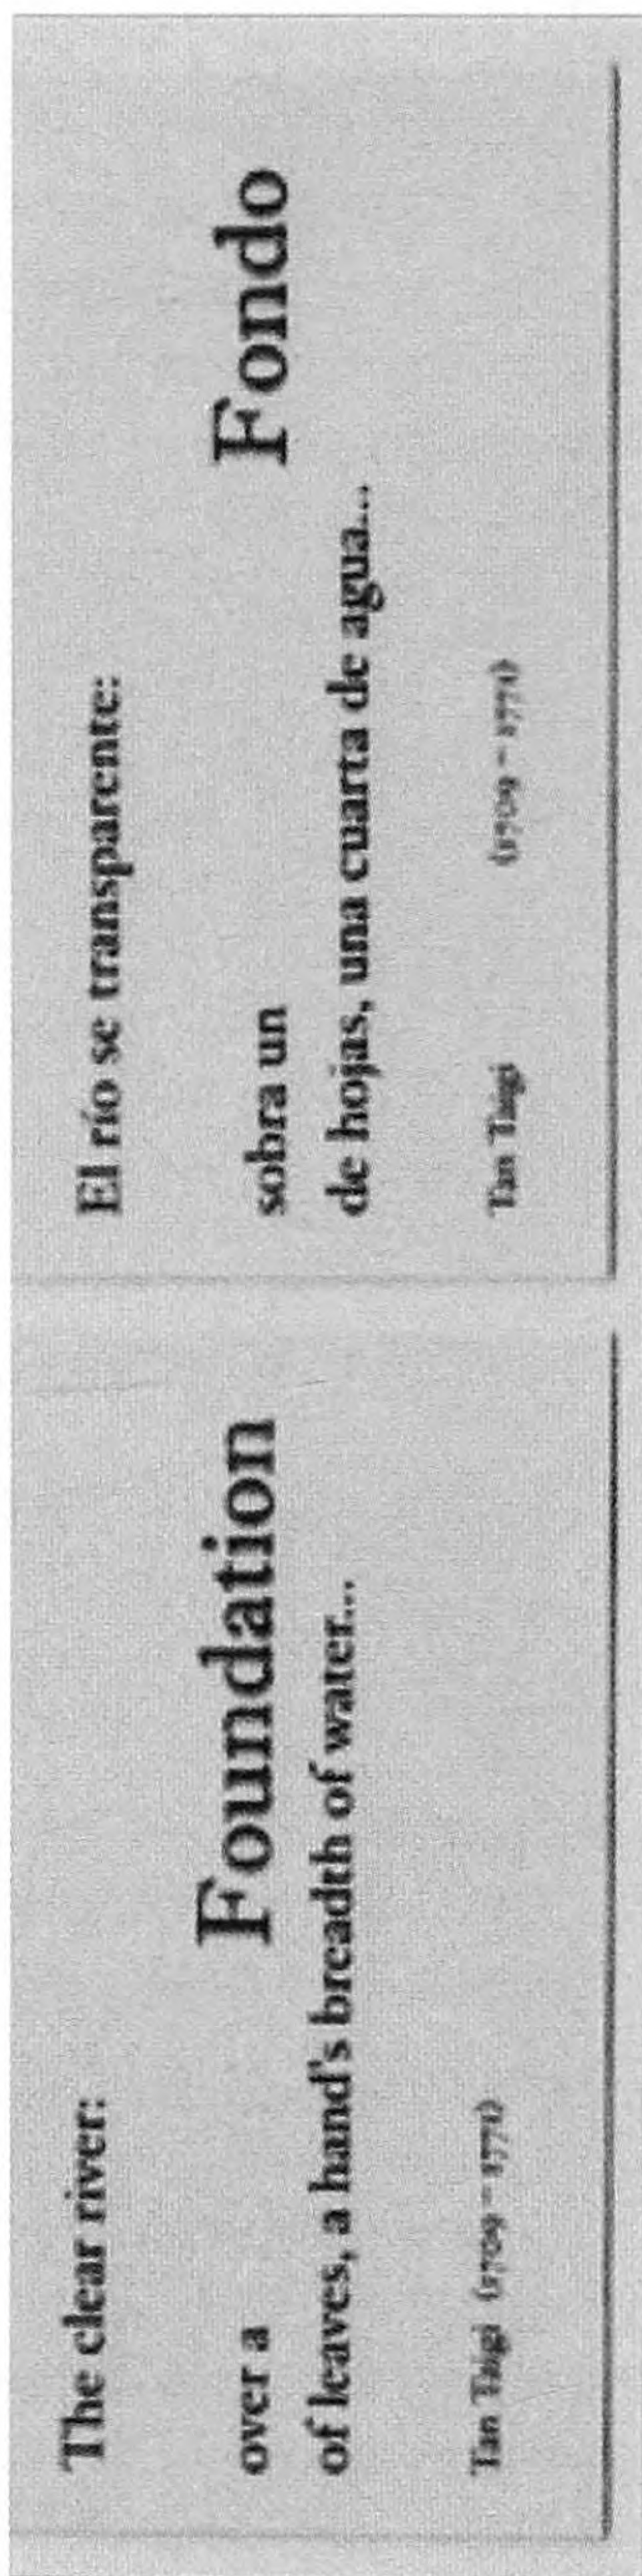 The clear river:
over a Foundation
of leaves, a hand's breadth of water...
Tan Taigi (1709 – 1771)
El río se transparente:
sobra un Fondo
de hojas, una cuarta de agua...
Tan Taigi (1709 – 1771)